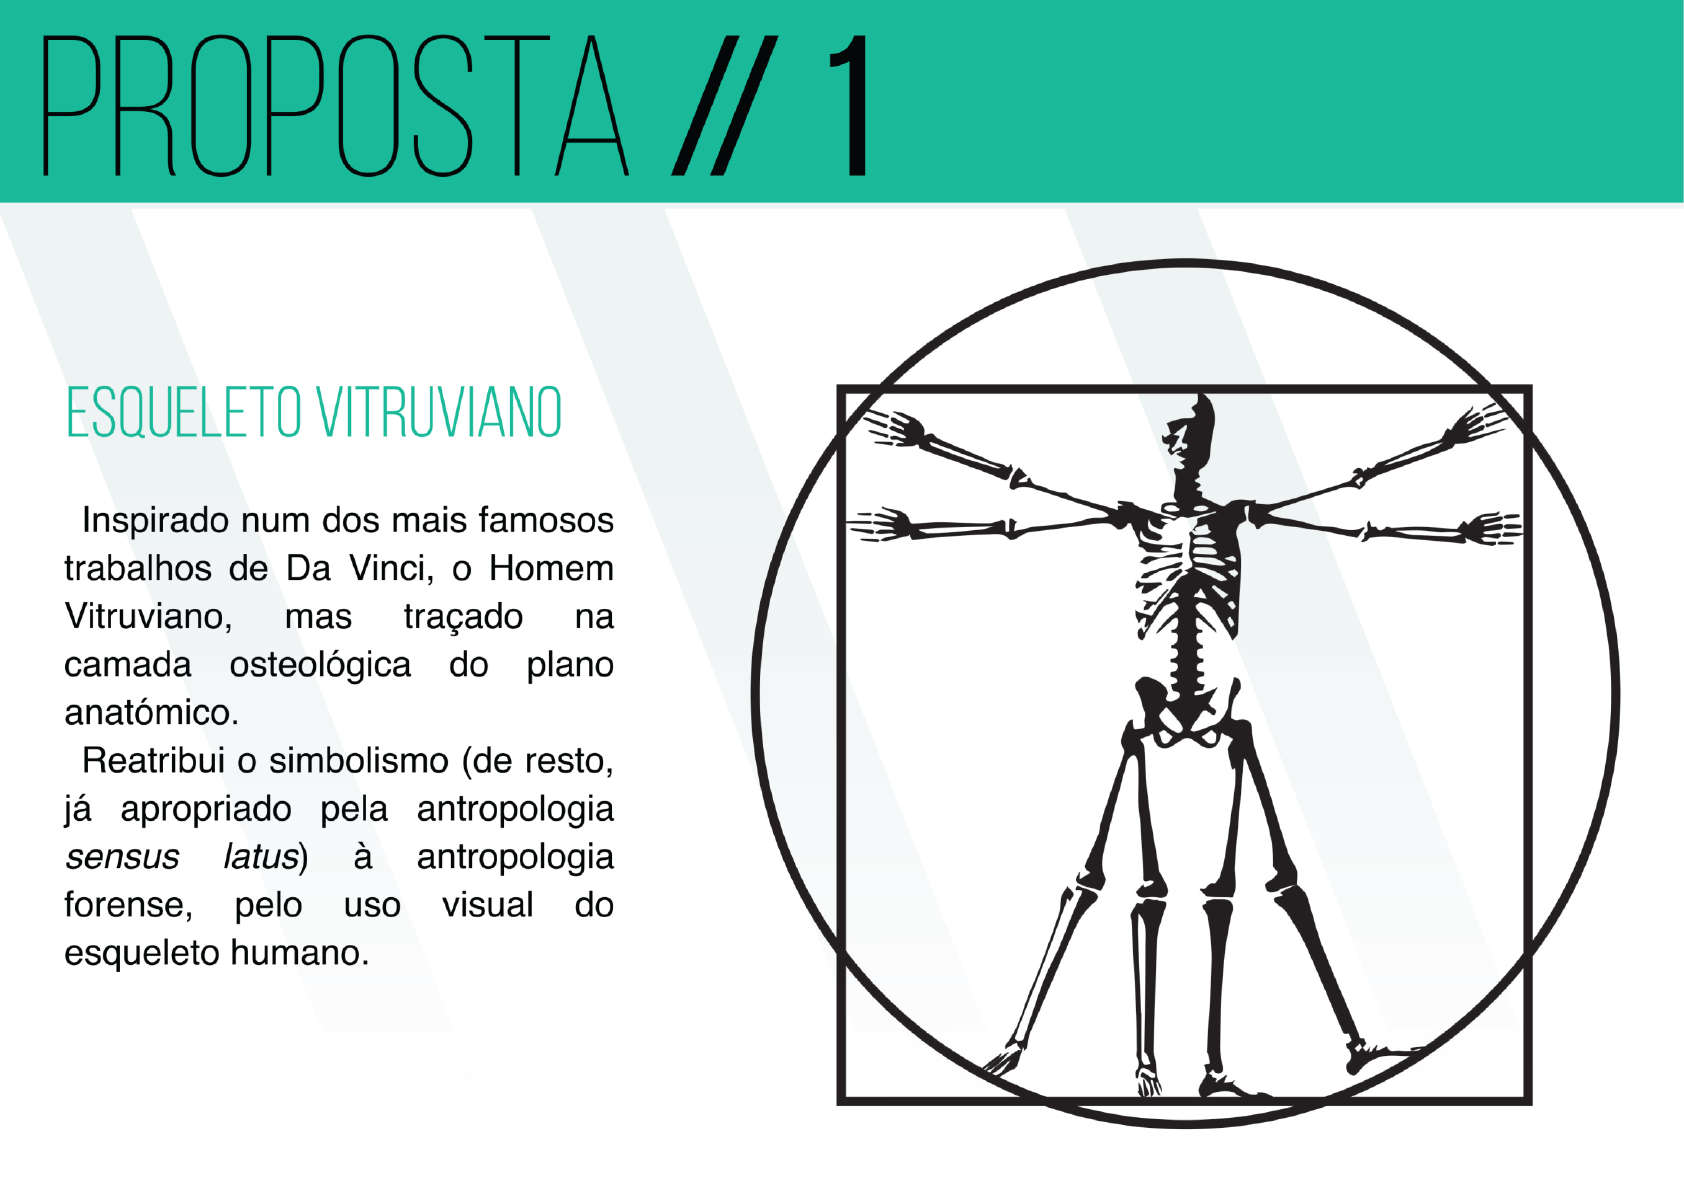 PROPOSTA // 1
ESQUELETO VITRUVIANO
Inspirado num dos mais famosos
trabalhos de Da Vinci, o Homem
Vitruviano, mas traçado na
camada osteológica do plano
anatómico.
Reatribui o simbolismo (de resto,
já apropriado pela antropologia
sensus latus) à antropologia
forense, pelo uso visual do
esqueleto humano.